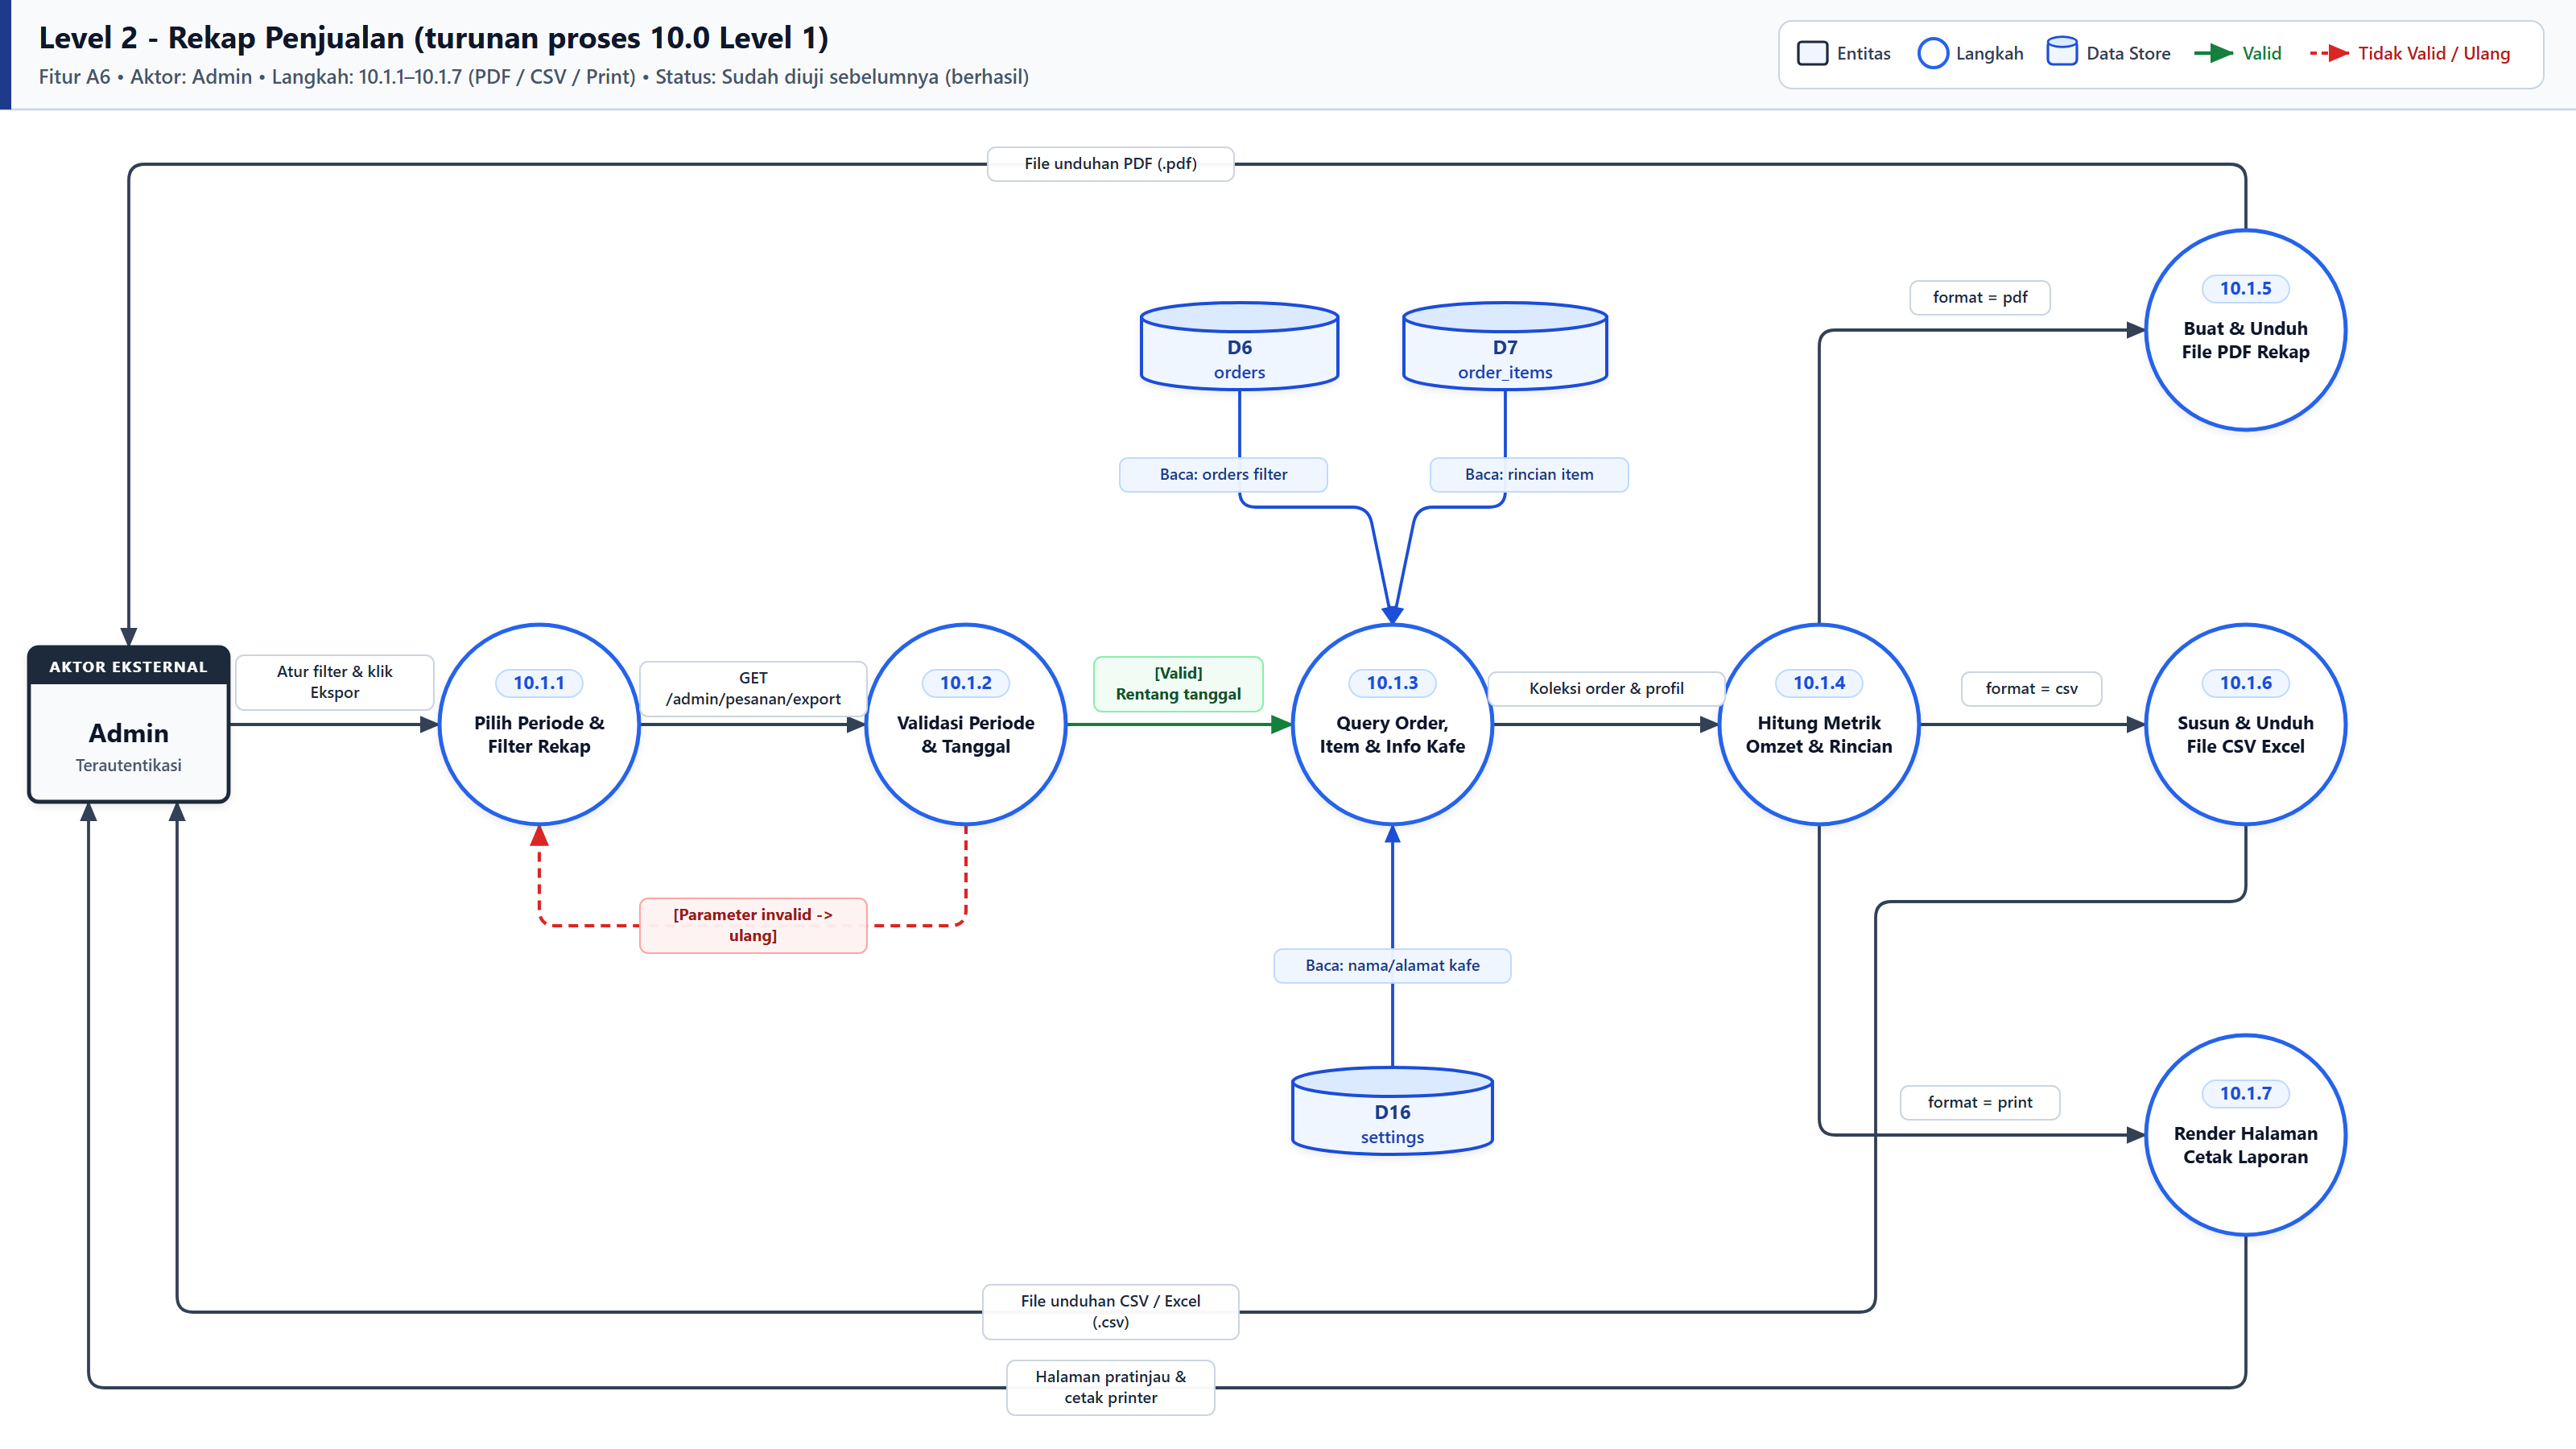 Level 2 - Rekap Penjualan (turunan proses 10.0 Level 1)
Fitur A6 • Aktor: Admin • Langkah: 10.1.1–10.1.7 (PDF / CSV / Print) • Status: Sudah diuji sebelumnya (berhasil)
Entitas
Langkah
Data Store
Valid
Tidak Valid / Ulang
File unduhan PDF (.pdf)
10.1.5
Buat & Unduh
File PDF Rekap
format = pdf
D6
orders
D7
order_items
Baca: orders filter
Baca: rincian item
AKTOR EKSTERNAL
Admin
Terautentikasi
Atur filter & klik
Ekspor
10.1.1
Pilih Periode &
Filter Rekap
GET
/admin/pesanan/export
10.1.2
Validasi Periode
& Tanggal
[Valid]
Rentang tanggal
10.1.3
Query Order,
Item & Info Kafe
Koleksi order & profil
10.1.4
Hitung Metrik
Omzet & Rincian
format = csv
10.1.6
Susun & Unduh
File CSV Excel
[Parameter invalid ->
ulang]
Baca: nama/alamat kafe
D16
settings
format = print
10.1.7
Render Halaman
Cetak Laporan
File unduhan CSV / Excel
(.csv)
Halaman pratinjau &
cetak printer